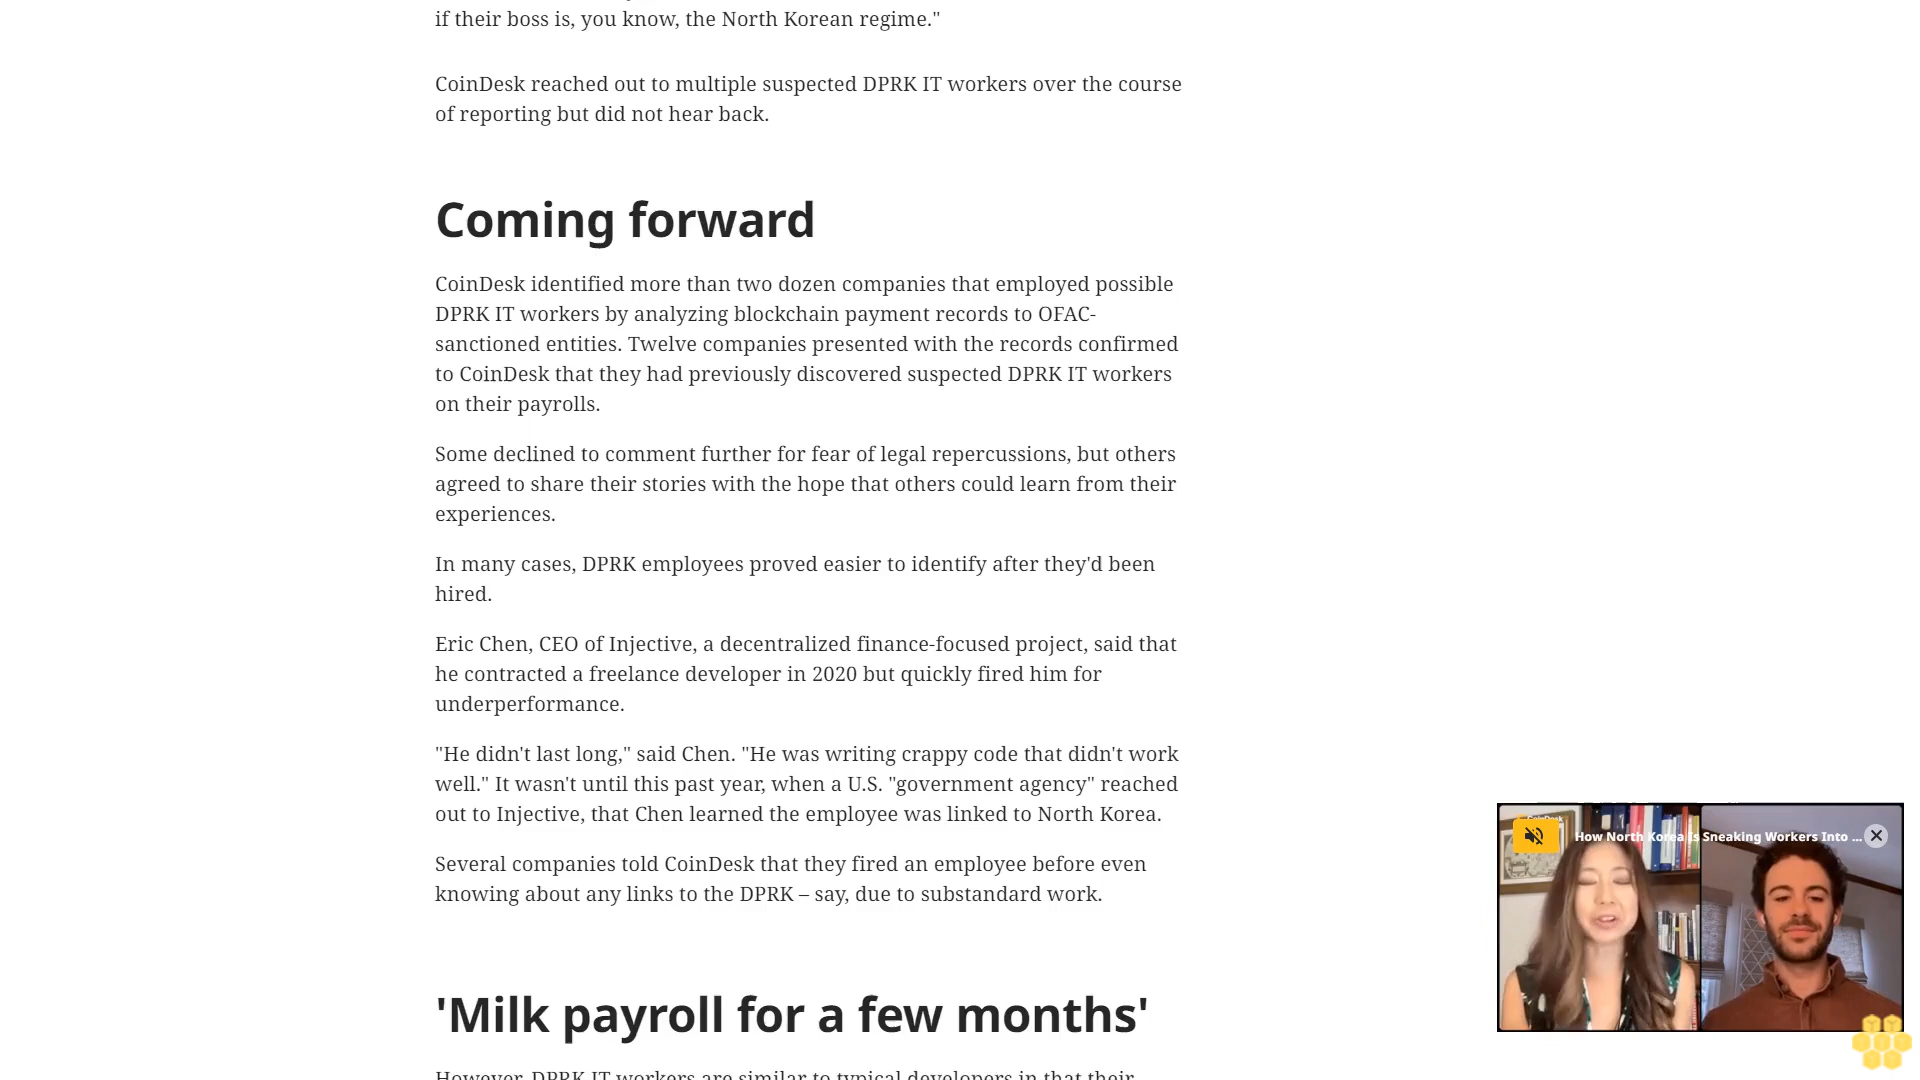 if their boss is, you know, the North Korean regime."
CoinDesk reached out to multiple suspected DPRK IT workers over the course
of reporting but did not hear back.
Coming forward
CoinDesk identified more than two dozen companies that employed possible
DPRK IT workers by analyzing blockchain payment records to OFAC-
sanctioned entities. Twelve companies presented with the records confirmed
to CoinDesk that they had previously discovered suspected DPRK IT workers
on their payrolls.
Some declined to comment further for fear of legal repercussions, but others
agreed to share their stories with the hope that others could learn from their
experiences.
In many cases, DPRK employees proved easier to identify after they'd been
hired.
Eric Chen, CEO of Injective, a decentralized finance-focused project, said that
he contracted a freelance developer in 2020 but quickly fired him for
underperformance.
"He didn't last long," said Chen. "He was writing crappy code that didn't work
well." It wasn't until this past year, when a U.S. "government agency" reached
out to Injective, that Chen learned the employee was linked to North Korea.
Several companies told CoinDesk that they fired an employee before even
knowing about any links to the DPRK – say, due to substandard work.
'Milk payroll for a few months'
However, DPRK IT workers are similar to typical developers in that their
CoinDesk
How North Korea Is Sneaking Workers Into ...